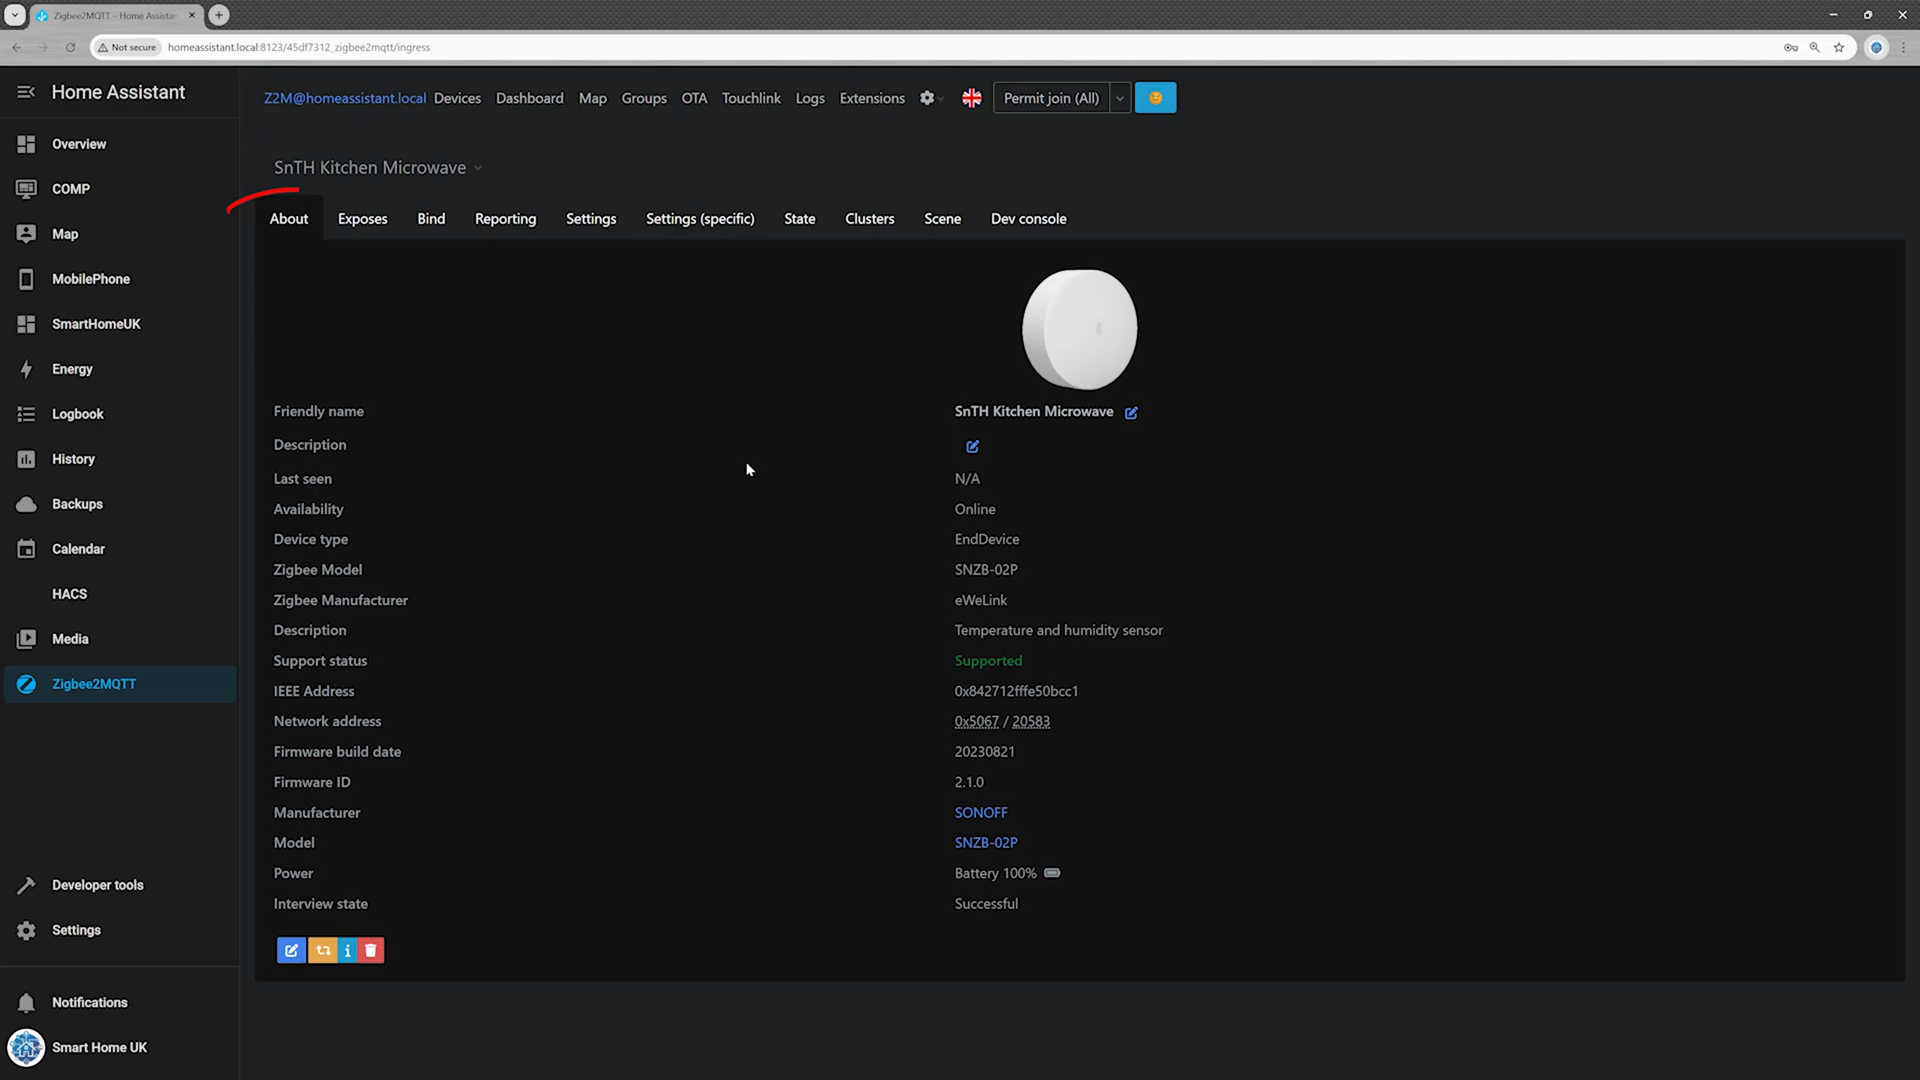 Zigbee2MQTT – Home Assistan
Not secure
homeassistant.local:8123/45df7312_zigbee2mqtt/ingress
Home Assistant
Overview
COMP
Map
MobilePhone
SmartHomeUK
Energy
Logbook
History
Backups
Calendar
HACS
Media
Zigbee2MQTT
Developer tools
Settings
Notifications
Smart Home UK
Z2M@homeassistant.local Devices Dashboard Map Groups OTA Touchlink Logs Extensions Permit join (All)
SnTH Kitchen Microwave
About Exposes Bind Reporting Settings Settings (specific) State Clusters Scene Dev console
Friendly name SnTH Kitchen Microwave
Description
Last seen N/A
Availability Online
Device type EndDevice
Zigbee Model SNZB-02P
Zigbee Manufacturer eWeLink
Description Temperature and humidity sensor
Support status Supported
IEEE Address 0x842712fffe50bcc1
Network address 0x5067 / 20583
Firmware build date 20230821
Firmware ID 2.1.0
Manufacturer SONOFF
Model SNZB-02P
Power Battery 100%
Interview state Successful